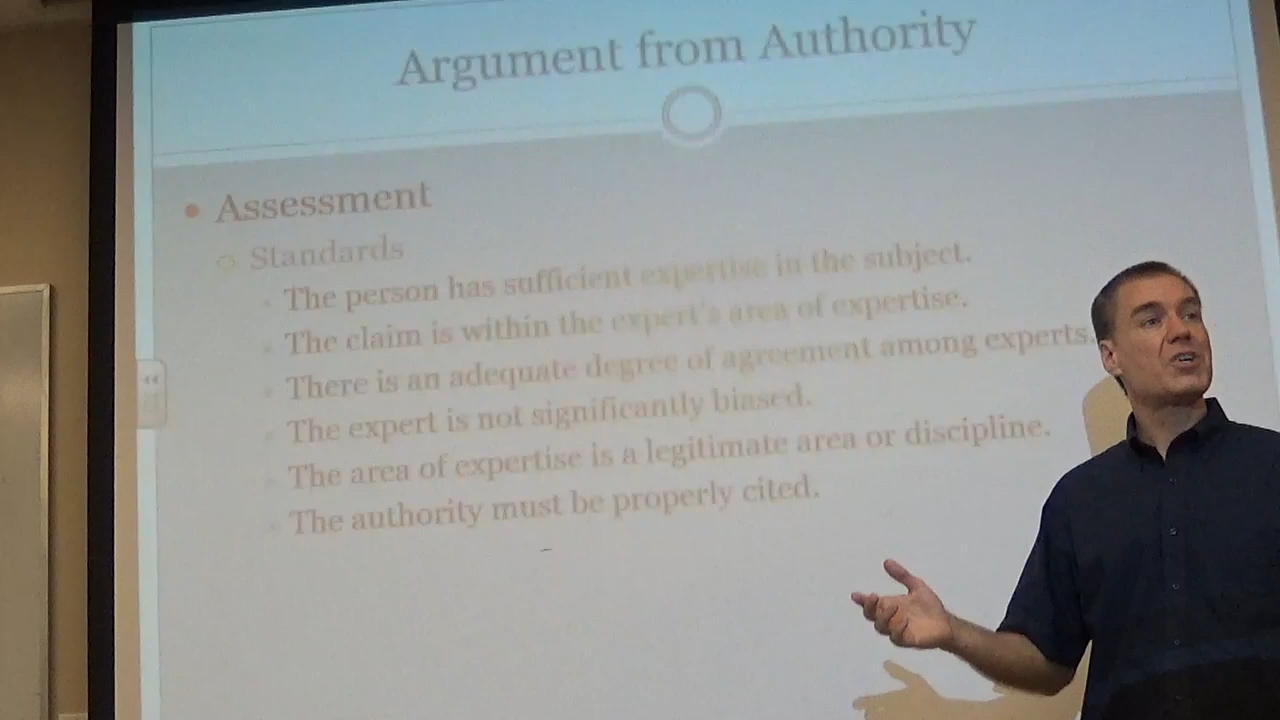 Argument from Authority
Assessment
Standards
The person has sufficient expertise in the subject.
The claim is within the expert's area of expertise.
There is an adequate degree of agreement among experts.
The expert is not significantly biased.
The area of expertise is a legitimate area or discipline.
The authority must be properly cited.